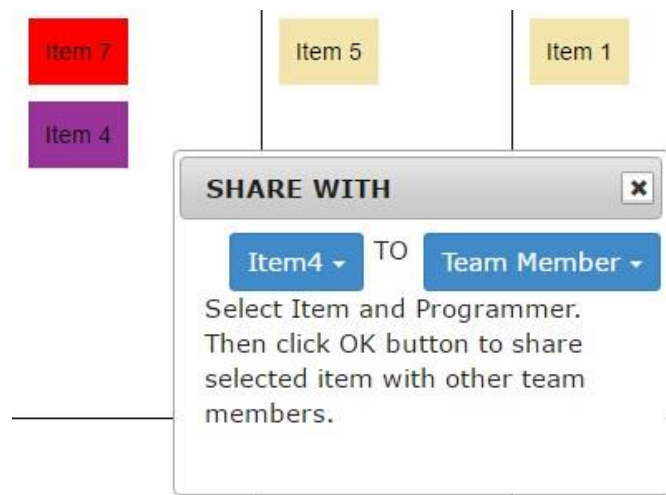 Item 7
Item 5
Item 1
Item 4
SHARE WITH
Item4 TO Team Member
Select Item and Programmer.
Then click OK button to share
selected item with other team
members.